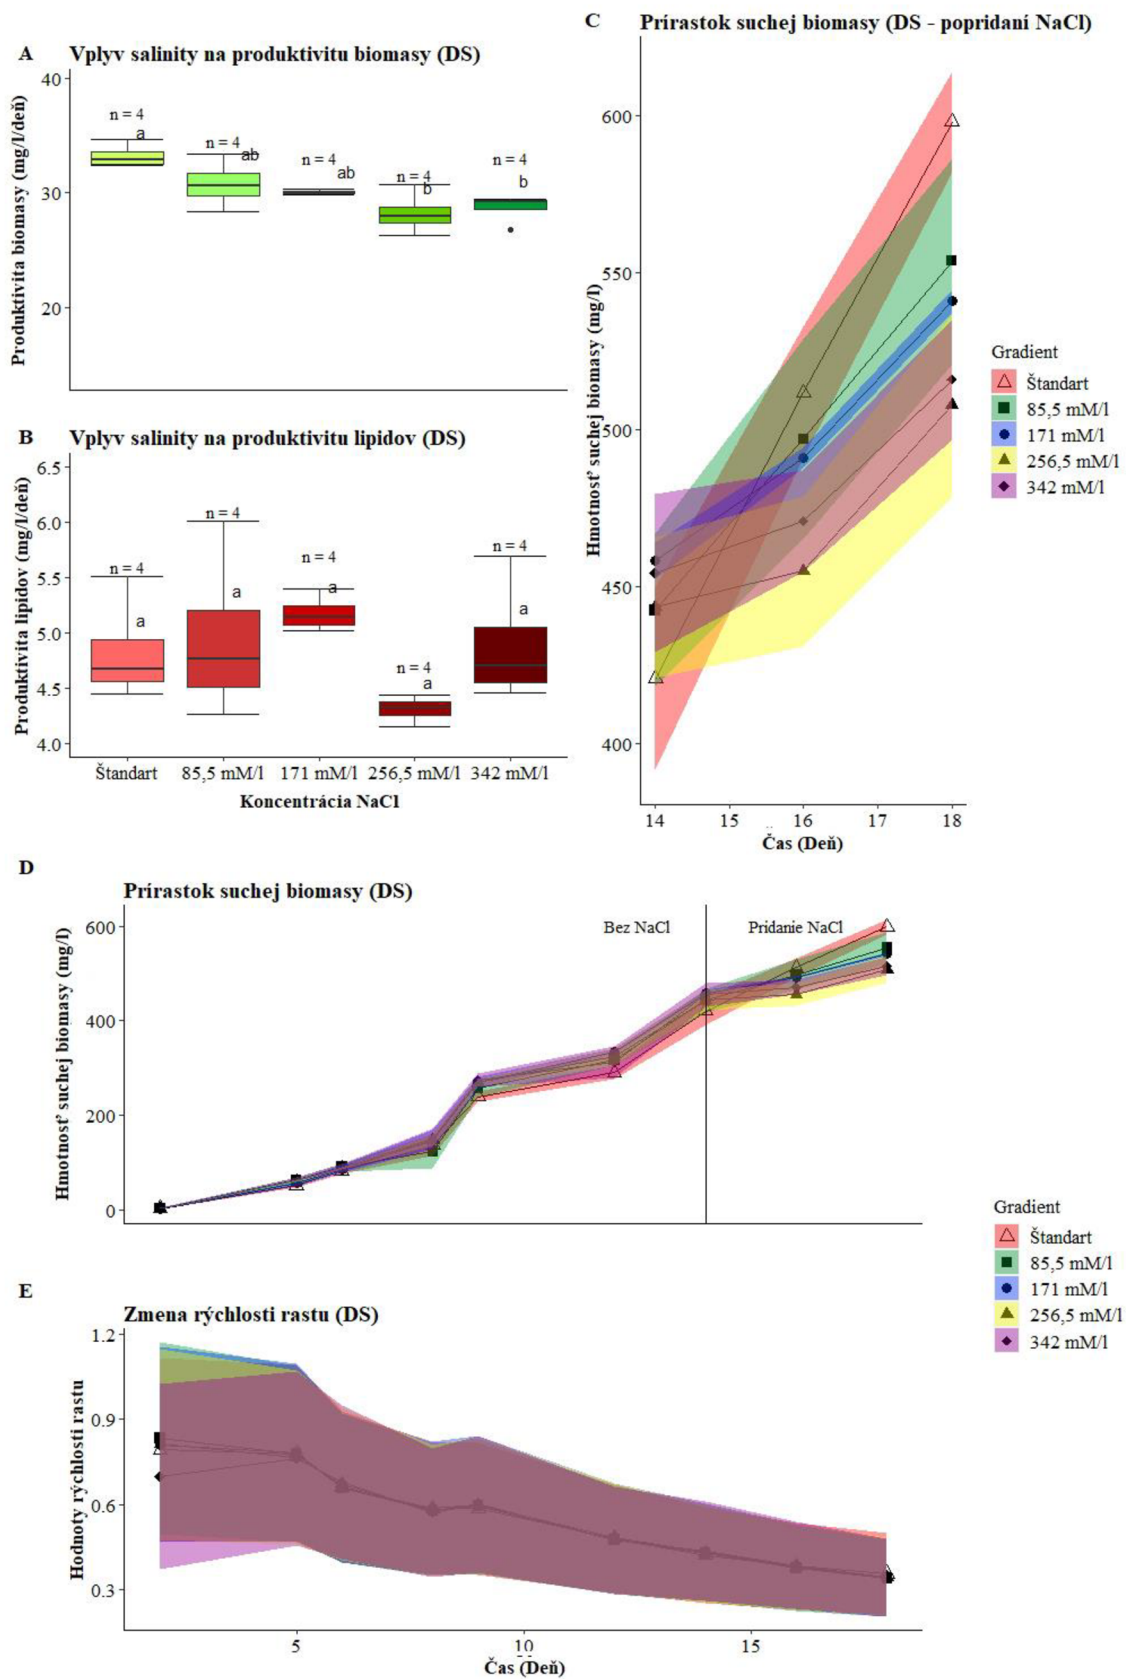 A
Vplyv salinity na produktivitu biomasy (DS)
Produktivita biomasy (mg/l/deň)
40
30
20
n = 4
a
n = 4
ab
n = 4
ab
n = 4
b
n = 4
b
B
Vplyv salinity na produktivitu lipidov (DS)
Produktivita lipidov (mg/l/deň)
6.5
6.0
5.5
5.0
4.5
4.0
n = 4
a
n = 4
a
n = 4
a
n = 4
a
n = 4
a
Štandart
85,5 mM/l
171 mM/l
256,5 mM/l
342 mM/l
Koncentrácia NaCl
C
Prírastok suchej biomasy (DS - popridaní NaCl)
Hmotnosť suchej biomasy (mg/l)
600
550
500
450
400
14
15
16
17
18
Čas (Deň)
Gradient
Štandart
85,5 mM/l
171 mM/l
256,5 mM/l
342 mM/l
D
Prírastok suchej biomasy (DS)
Hmotnosť suchej biomasy (mg/l)
600
400
200
0
Bez NaCl
Pridanie NaCl
Gradient
Štandart
85,5 mM/l
171 mM/l
256,5 mM/l
342 mM/l
E
Zmena rýchlosti rastu (DS)
Hodnoty rýchlosti rastu
1.2
0.9
0.6
0.3
5
10
15
Čas (Deň)